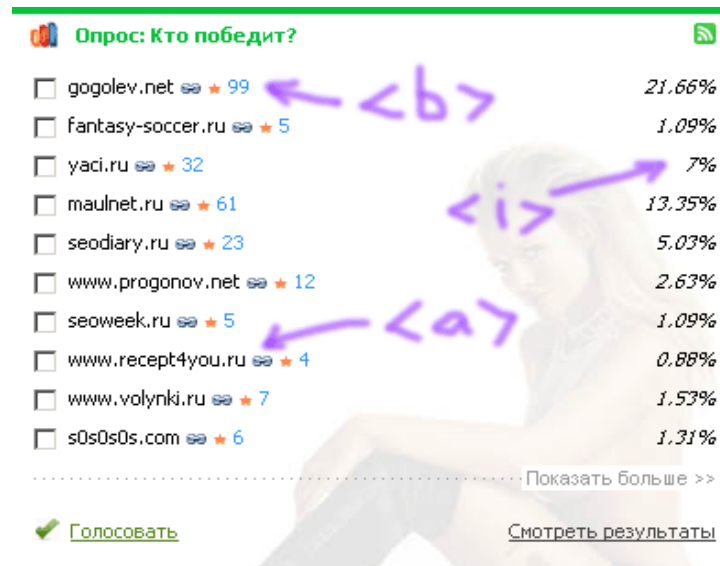 Опрос: Кто победит?
gogolev.net 99 <b> 21.66%
fantasy-soccer.ru 5 1.09%
yaci.ru 32 7%
maulnet.ru 61 <i> 13.35%
seodiary.ru 23 5.03%
www.progonov.net 12 2.63%
seoweek.ru 5 <a> 1.09%
www.recept4you.ru 4 0.88%
www.volynki.ru 7 1.53%
s0s0s0s.com 6 1.31%
Показать больше >>
Голосовать Смотреть результаты